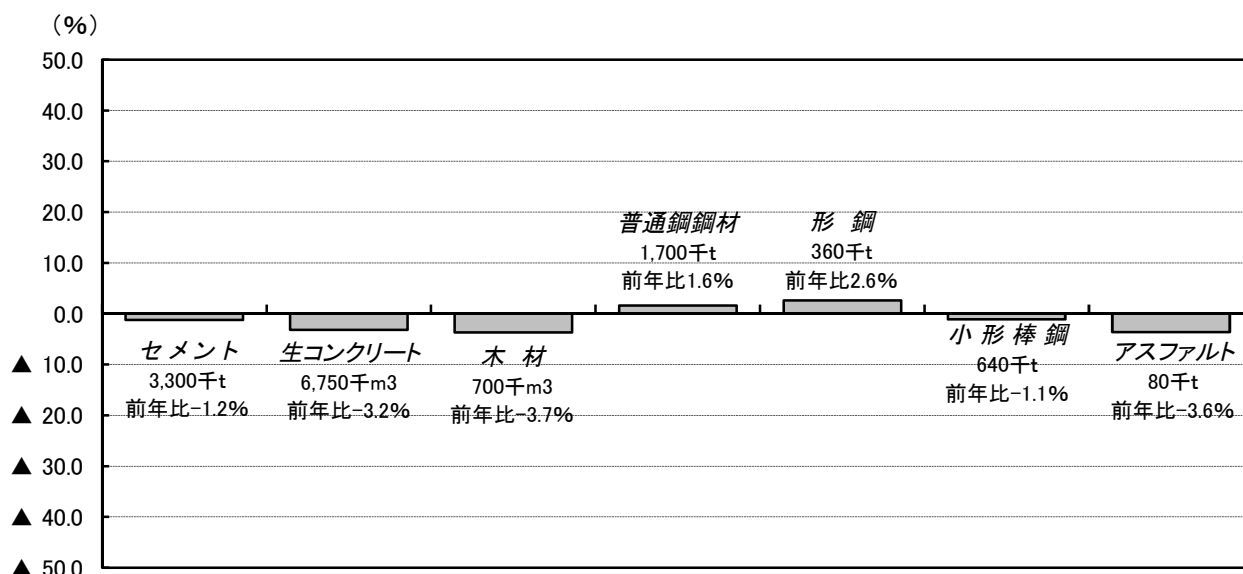 （%）
50.0
40.0
30.0
20.0
10.0
0.0
▲ 10.0
▲ 20.0
▲ 30.0
▲ 40.0
▲ 50.0
セメント
3,300千t
前年比-1.2%
生コンクリート
6,750千m3
前年比-3.2%
木 材
700千m3
前年比-3.7%
普通鋼鋼材
1,700千t
前年比1.6%
形 鋼
360千t
前年比2.6%
小形棒鋼
640千t
前年比-1.1%
アスファルト
80千t
前年比-3.6%